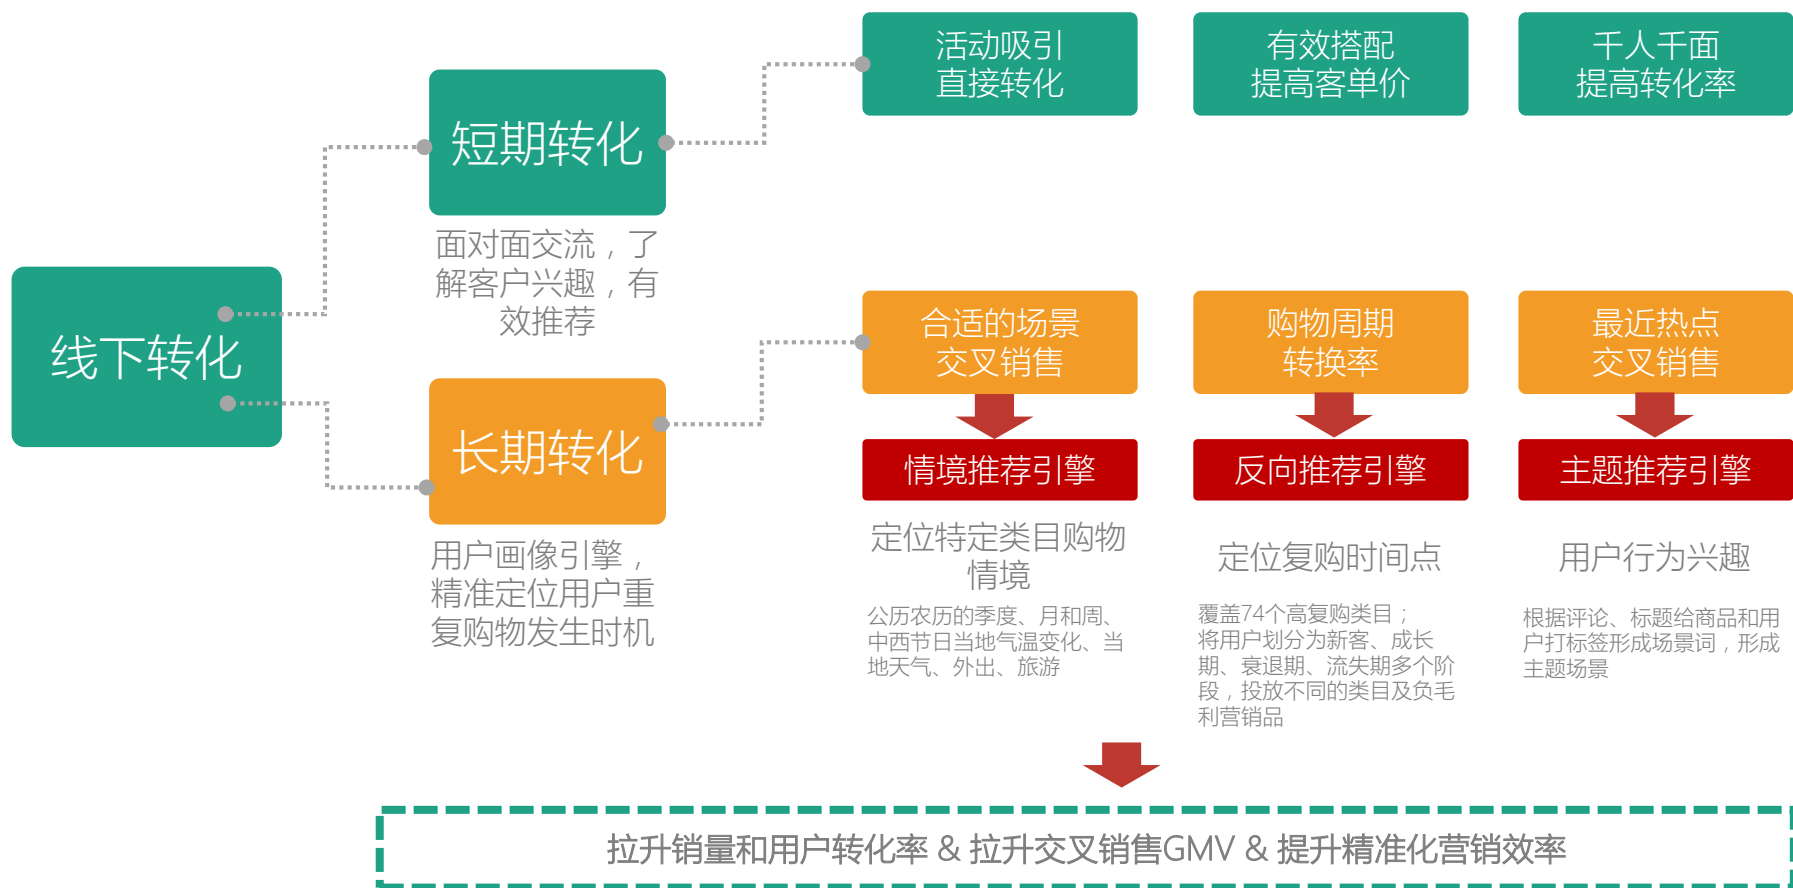 线下转化
短期转化
面对面交流，了
解客户兴趣，有
效推荐
活动吸引
直接转化
有效搭配
提高客单价
千人千面
提高转化率
长期转化
用户画像引擎，
精准定位用户重
复购物发生时机
合适的场景
交叉销售
购物周期
转换率
最近热点
交叉销售
情境推荐引擎
反向推荐引擎
主题推荐引擎
定位特定类目购物
情境
定位复购时间点
用户行为兴趣
公历农历的季度、月和周、
中西节日当地气温变化、当
地天气、外出、旅游
覆盖74个高复购类目；
将用户划分为新客、成长
期、衰退期、流失期多个阶
段，投放不同的类目及负毛
利营销品
根据评论、标题给商品和用
户打标签形成场景词，形成
主题场景
拉升销量和用户转化率 & 拉升交叉销售GMV & 提升精准化营销效率